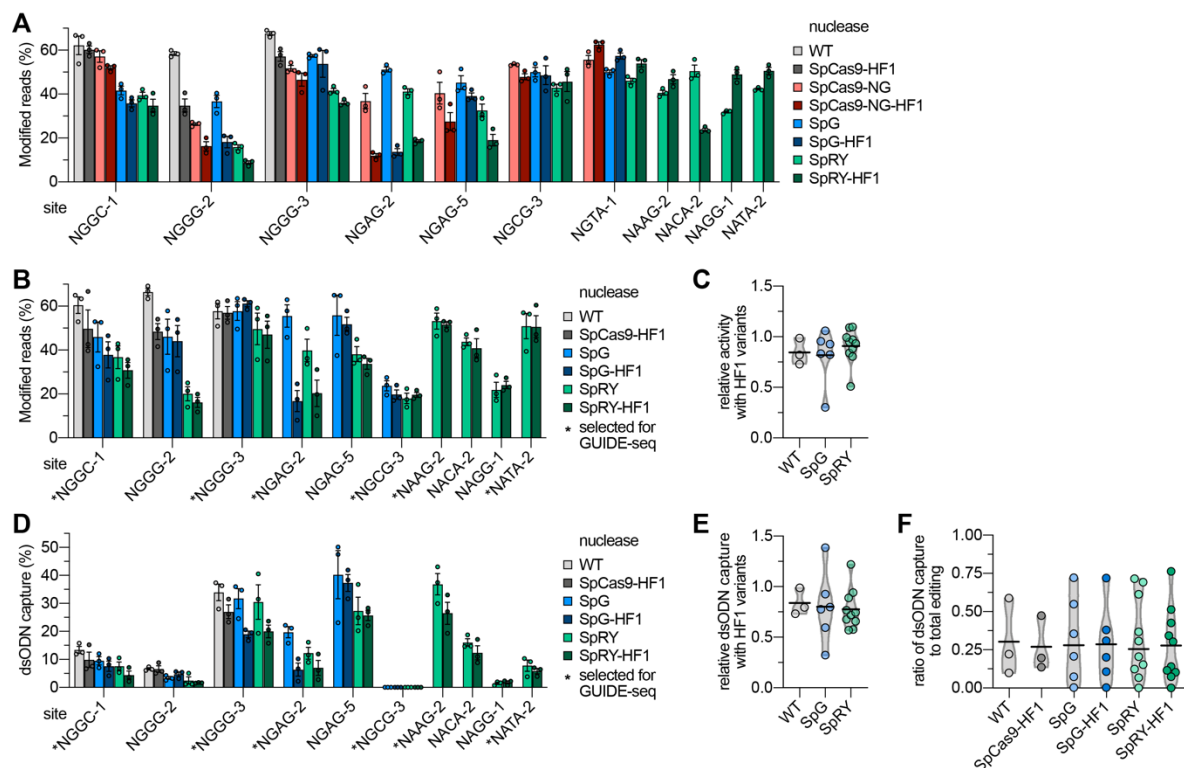 A
Modified reads (%)
60
40
20
0
site
NGGC-1
NGGG-2
NGGG-3
NGAG-2
NGAG-5
NGCG-3
NGTA-1
NAAG-2
NACA-2
NAGG-1
NATA-2
nuclease
WT
SpCas9-HF1
SpCas9-NG
SpCas9-NG-HF1
SpG
SpG-HF1
SpRY
SpRY-HF1
B
Modified reads (%)
60
40
20
0
site
*NGGC-1
NGGG-2
*NGGG-3
*NGAG-2
NGAG-5
*NGCG-3
*NAAG-2
NACA-2
NAGG-1
*NATA-2
nuclease
WT
SpCas9-HF1
SpG
SpG-HF1
SpRY
SpRY-HF1
* selected for
GUIDE-seq
C
relative activity
with HF1 variants
1.5
1.0
0.5
0.0
WT
SpG
SpRY
D
dsODN capture (%)
50
40
30
20
10
0
site
*NGGC-1
NGGG-2
*NGGG-3
*NGAG-2
NGAG-5
*NGCG-3
*NAAG-2
NACA-2
NAGG-1
*NATA-2
nuclease
WT
SpCas9-HF1
SpG
SpG-HF1
SpRY
SpRY-HF1
* selected for
GUIDE-seq
E
relative dsODN capture
with HF1 variants
1.5
1.0
0.5
0.0
WT
SpG
SpRY
F
ratio of dsODN capture
to total editing
1.00
0.75
0.50
0.25
0.00
WT
SpCas9-HF1
SpG
SpG-HF1
SpRY
SpRY-HF1